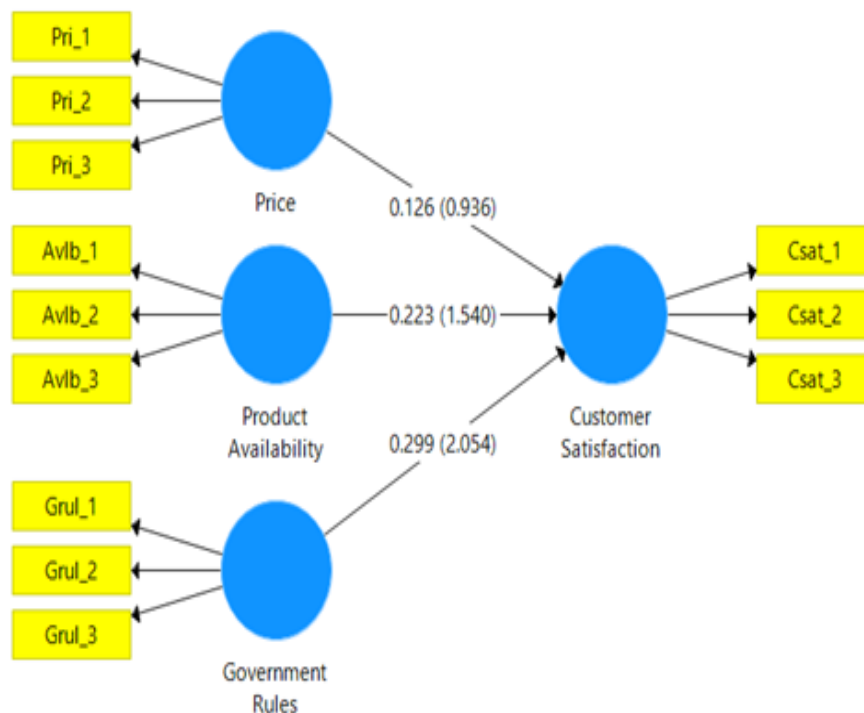 Pri_1
Pri_2
Pri_3
Price
0.126 (0.936)
Avlb_1
Avlb_2
Avlb_3
Product
Availability
0.223 (1.540)
Csat_1
Csat_2
Csat_3
Customer
Satisfaction
0.299 (2.054)
Grul_1
Grul_2
Grul_3
Government
Rules